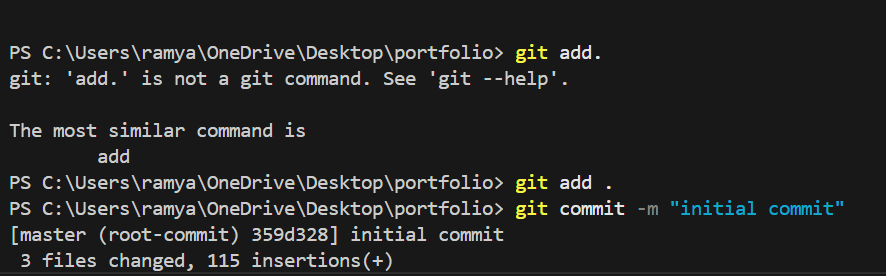 PS C:\Users\ramya\OneDrive\Desktop\portfolio> git add.
git: 'add.' is not a git command. See 'git --help'.
The most similar command is
add
PS C:\Users\ramya\OneDrive\Desktop\portfolio> git add .
PS C:\Users\ramya\OneDrive\Desktop\portfolio> git commit -m "initial commit"
[master (root-commit) 359d328] initial commit
3 files changed, 115 insertions(+)